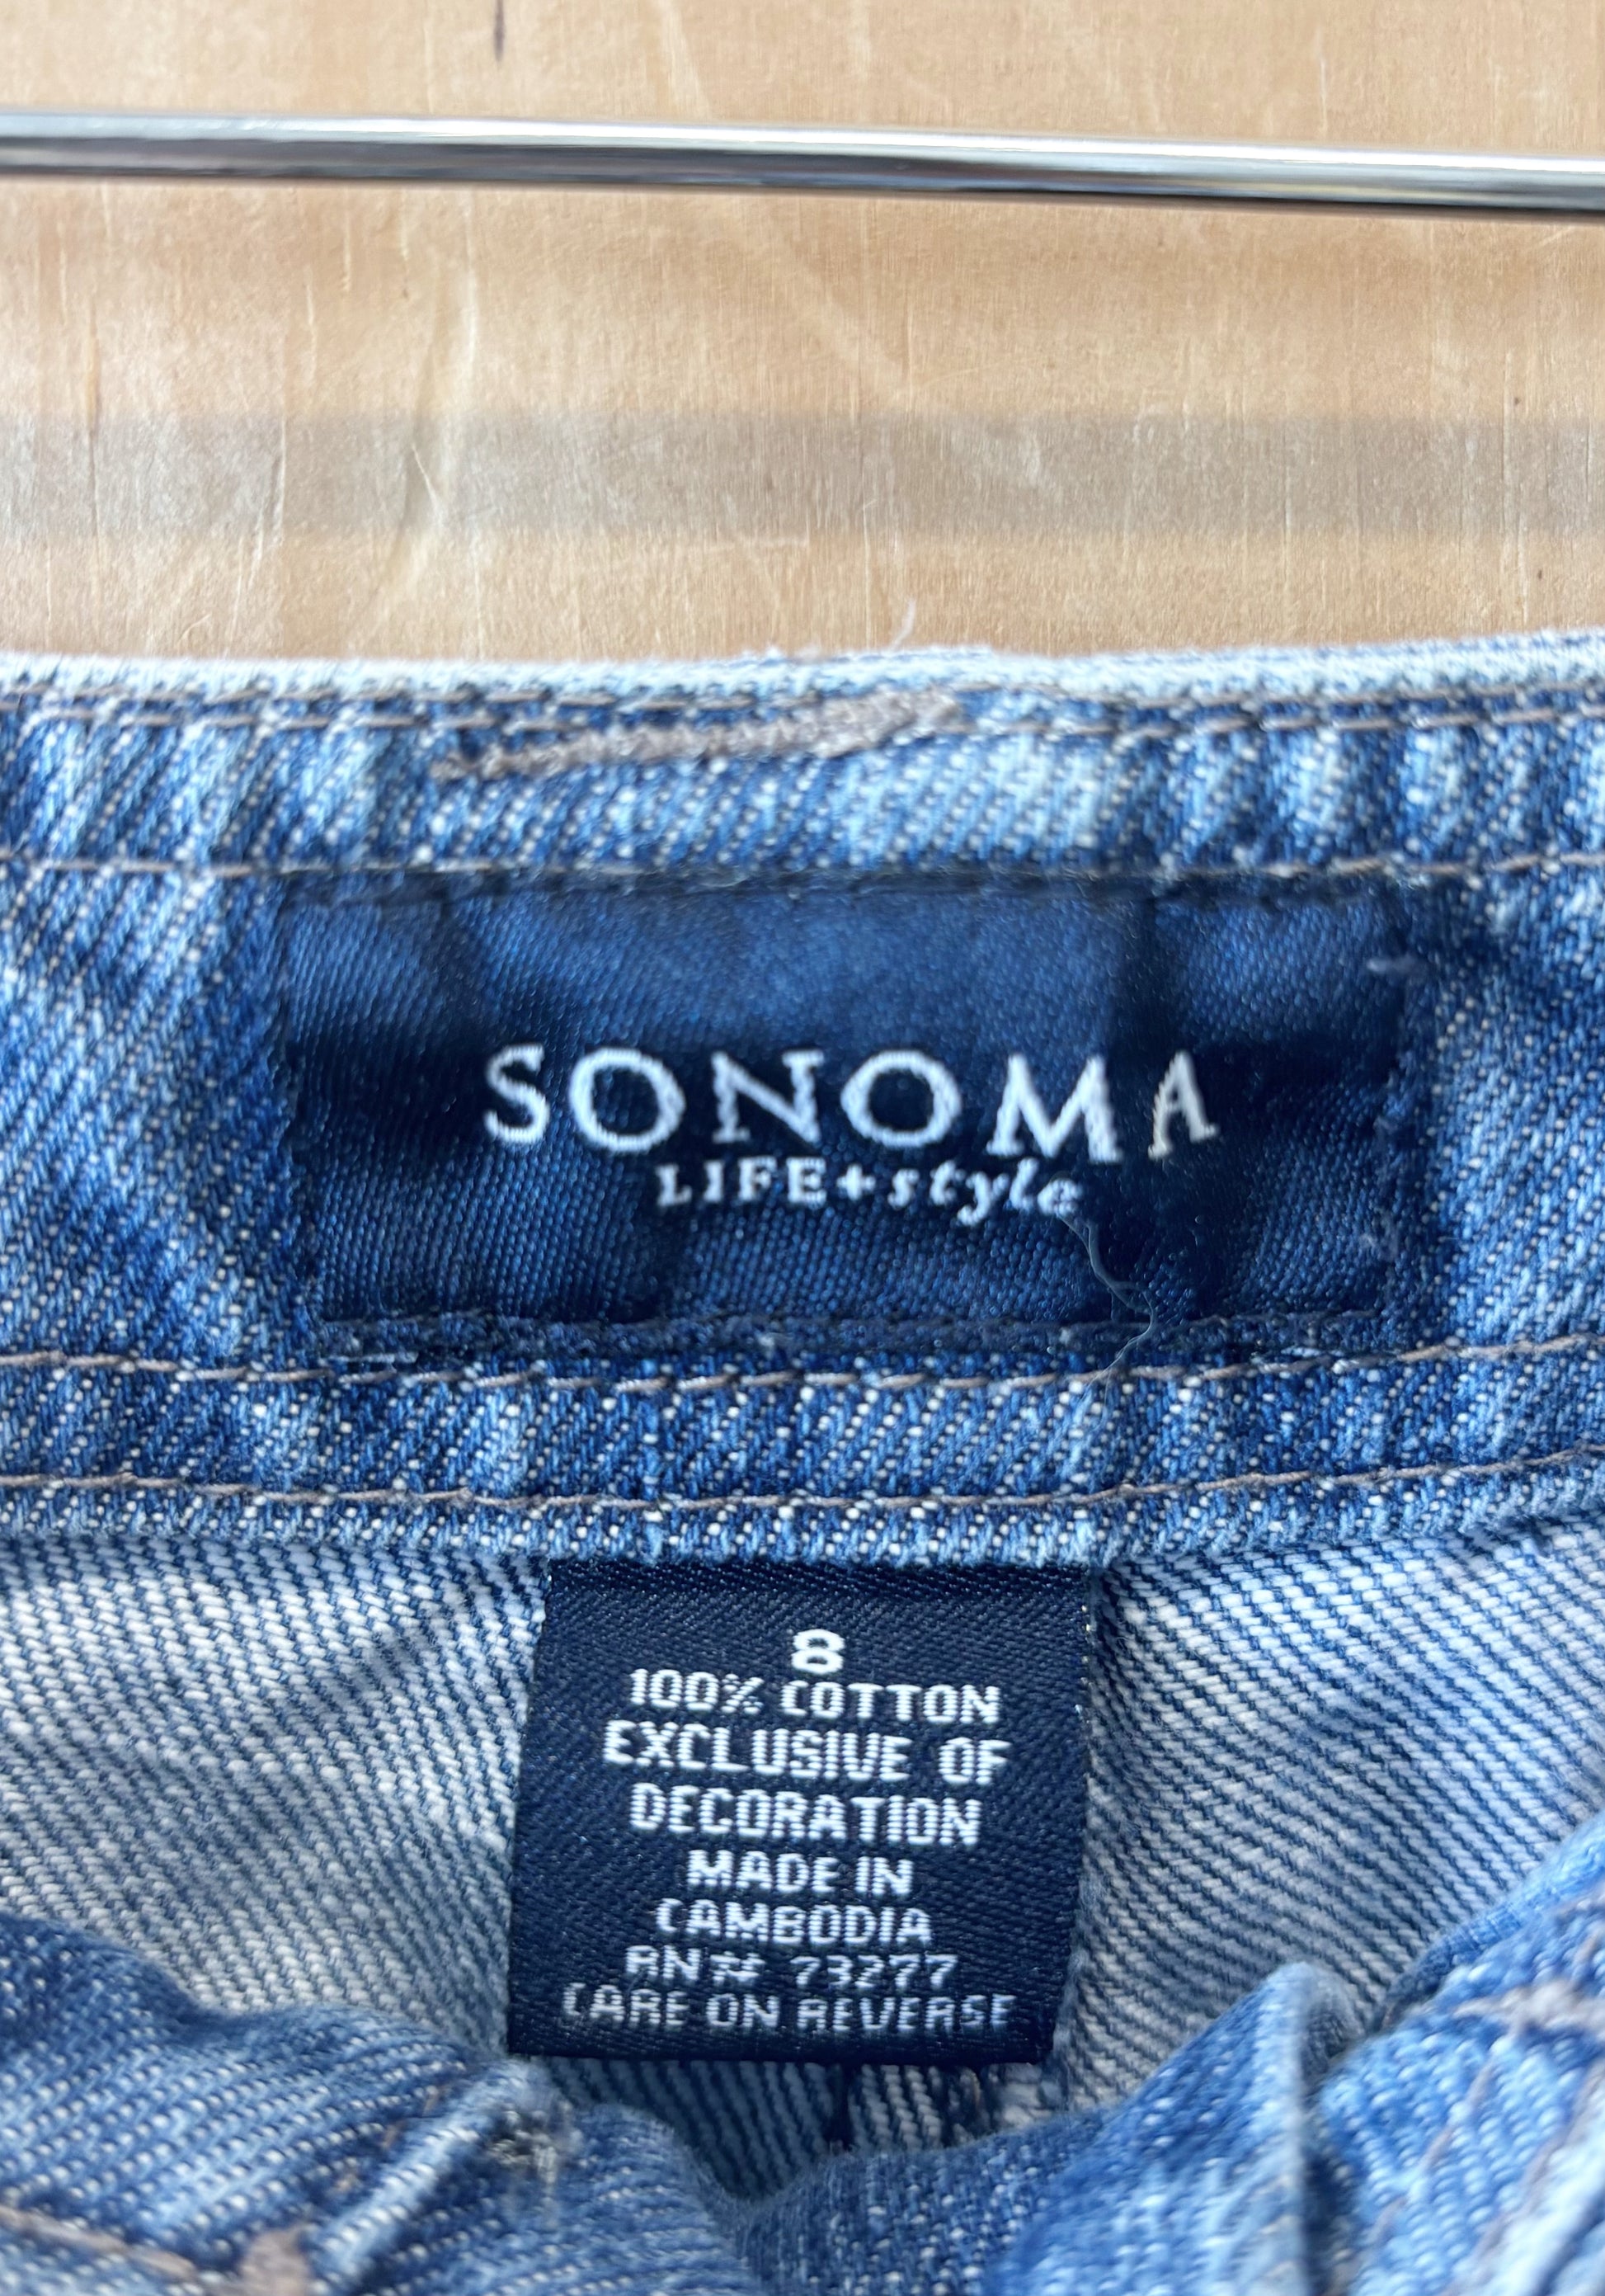 SONOMA
LIFE+style
8
100% COTTON
EXCLUSIVE OF
DECORATION
MADE IN
CAMBODIA
RN# 73277
CARE ON REVERSE